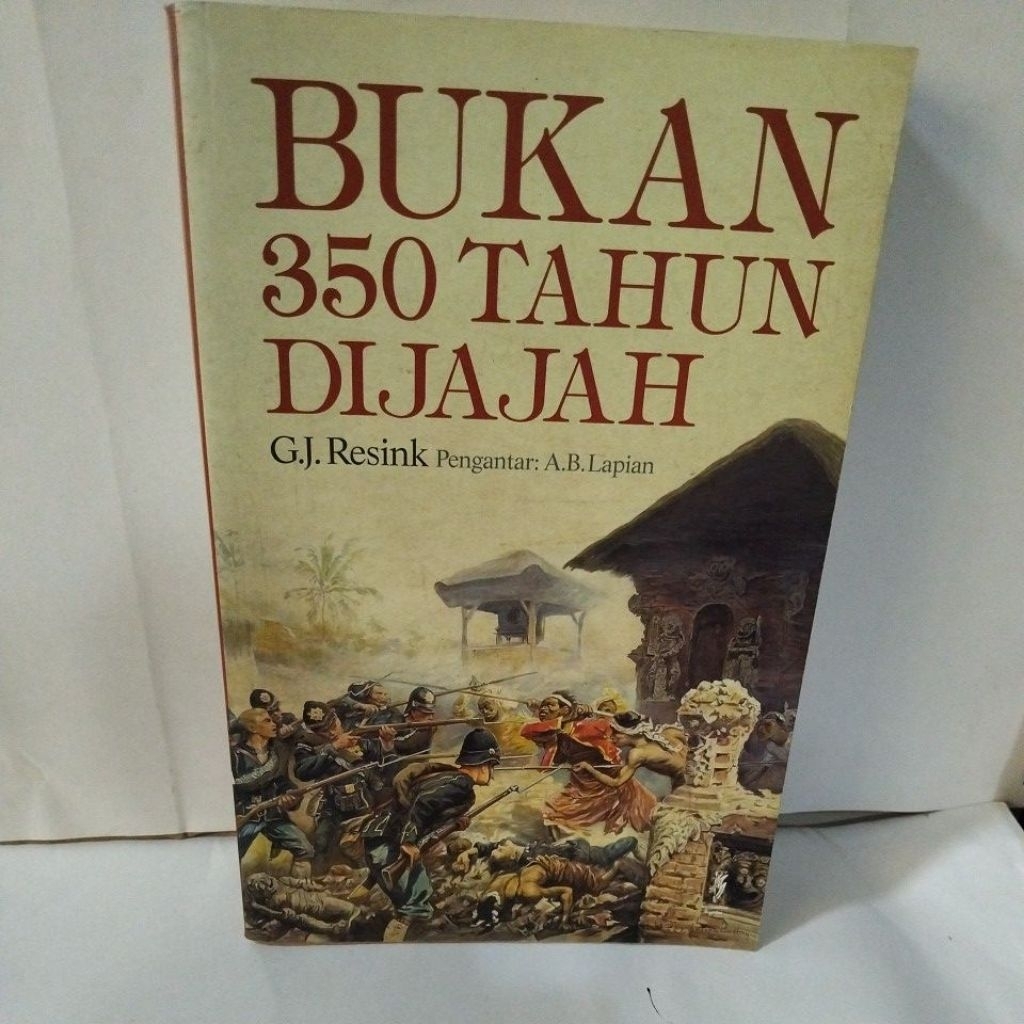 BUKAN
350 TAHUN
DIJAJAH
G.J. Resink Pengantar: A.B. Lapian